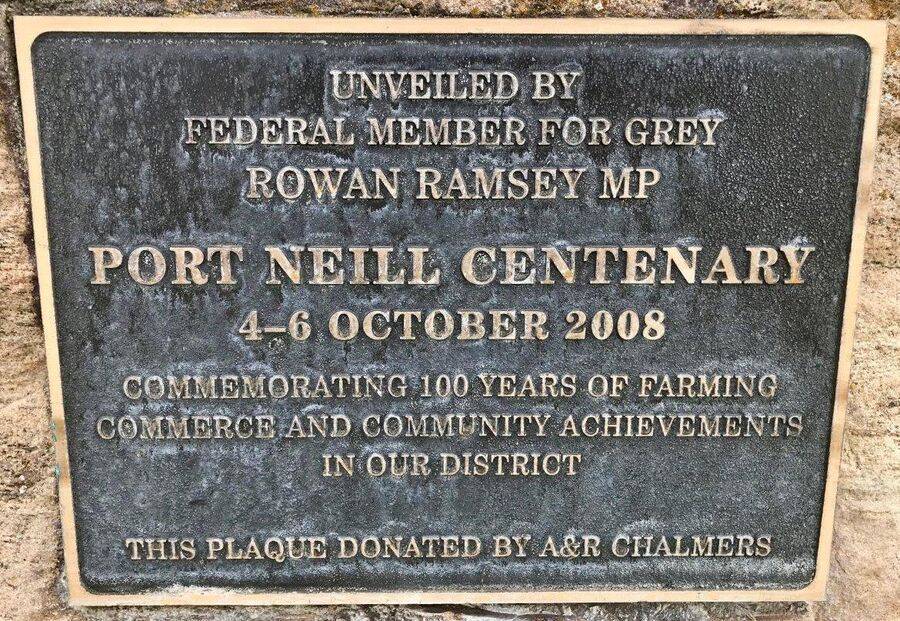 UNVEILED BY
FEDERAL MEMBER FOR GREY
ROWAN RAMSEY MP
PORT NEILL CENTENARY
4–6 OCTOBER 2008
COMMEMORATING 100 YEARS OF FARMING
COMMERCE AND COMMUNITY ACHIEVEMENTS
IN OUR DISTRICT
THIS PLAQUE DONATED BY A&R CHALMERS